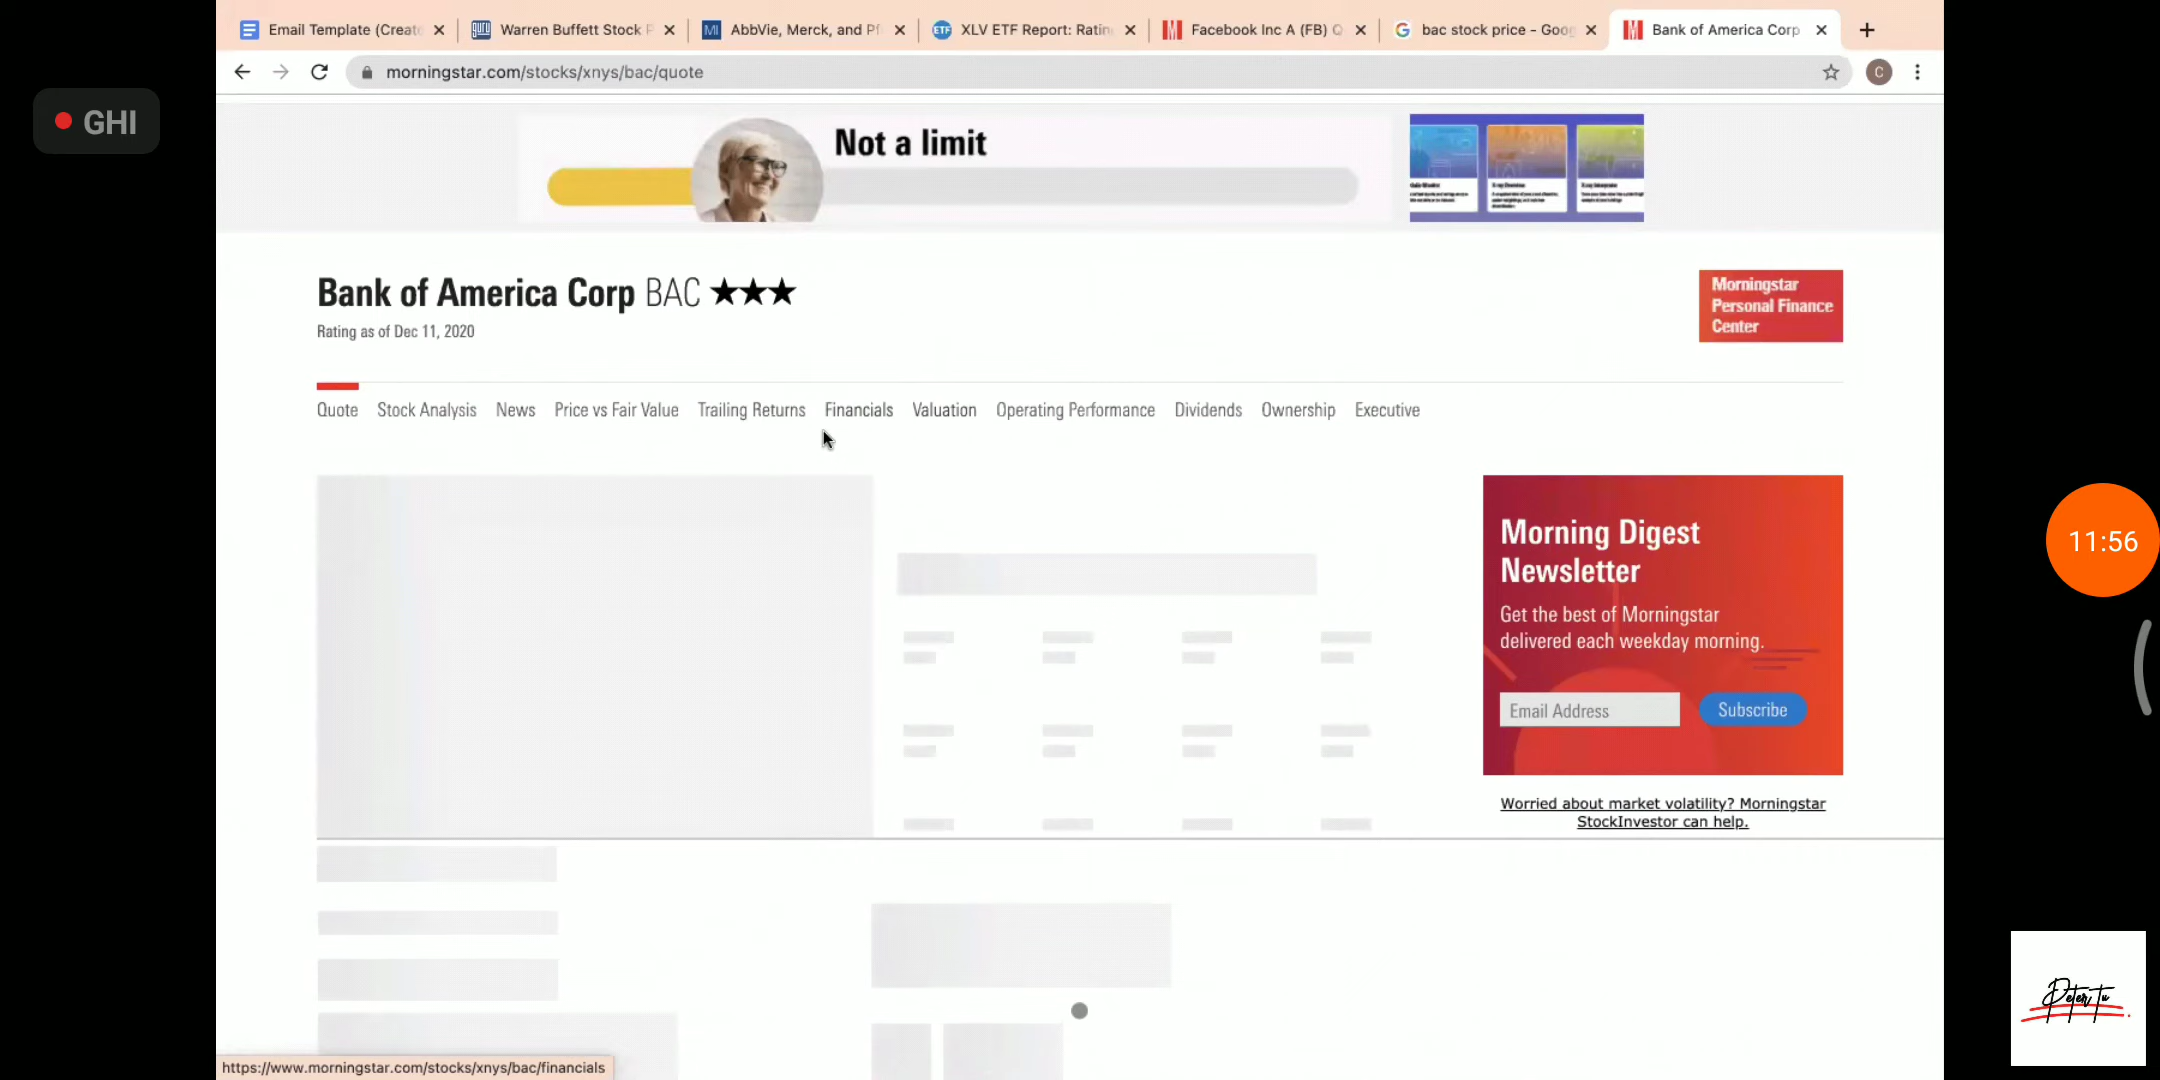 GHI
Email Template (Create
Warren Buffett Stock P
AbbVie, Merck, and Pf
XLV ETF Report: Ratin
Facebook Inc A (FB) Q
bac stock price - Goog
Bank of America Corp
morningstar.com/stocks/xnys/bac/quote
C
Not a limit
Bank of America Corp BAC ★★★
Rating as of Dec 11, 2020
Morningstar
Personal Finance
Center
Quote Stock Analysis News Price vs Fair Value Trailing Returns Financials Valuation Operating Performance Dividends Ownership Executive
Morning Digest
Newsletter
Get the best of Morningstar
delivered each weekday morning.
Email Address
Subscribe
Worried about market volatility? Morningstar
StockInvestor can help.
11:56
Peter Tu
https://www.morningstar.com/stocks/xnys/bac/financials